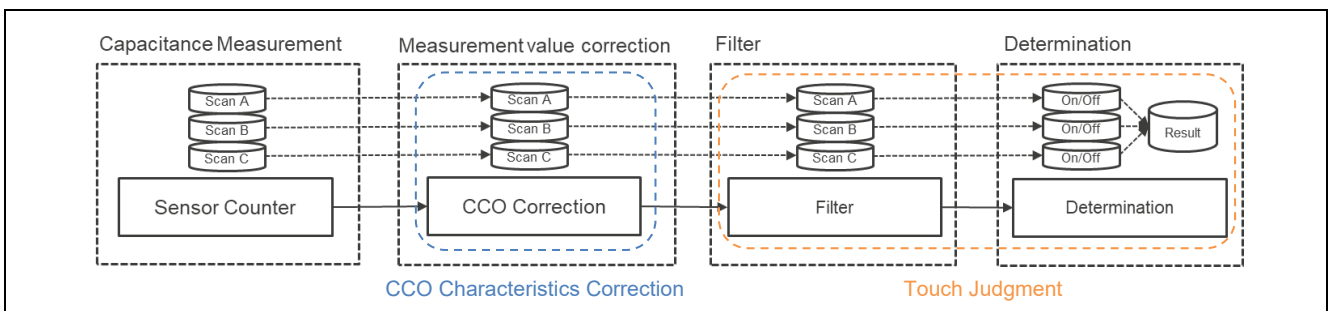 Capacitance Measurement
Measurement value correction
Filter
Determination
Scan A
Scan A
Scan A
On/Off
Scan B
Scan B
Scan B
On/Off
Result
Scan C
Scan C
Scan C
On/Off
Sensor Counter
CCO Correction
Filter
Determination
CCO Characteristics Correction
Touch Judgment